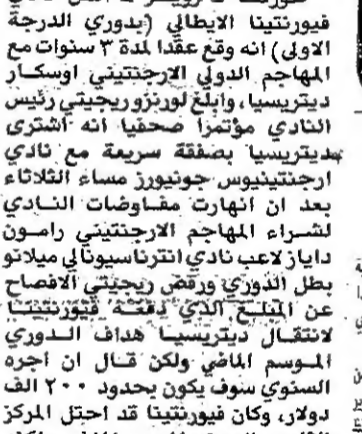 فيورنتينا الايطالي (بدوري الدرجة
الاولى) انه وقع عقدا لمدة ٣ سنوات مع
المهاجم الدولي الارجنتيني اوسكار
ديتريسيا، وابلغ لورنزو ريجيتي رئيس
النادي مؤتمرا صحفيا انه اشترى
ديتريسيا بصفقة سريعة مع نادي
ارجنتينيوس جونيورز مساء الثلاثاء
بعد ان انهارت مفاوضات النادي
لشراء المهاجم الارجنتيني رامون
داياز لاعب نادي انترناسيونالي ميلانو
بطل الدوري ورفض ريجيتي الافصاح
عن المبلغ الذي دفعته فيورنتينا
لانتقال ديتريسيا هداف الدوري
الموسم الماضي ولكن قال ان اجره
السنوي سوف يكون بحدود ٢٠٠ الف
دولار، وكان فيورنتينا قد احتل المركز